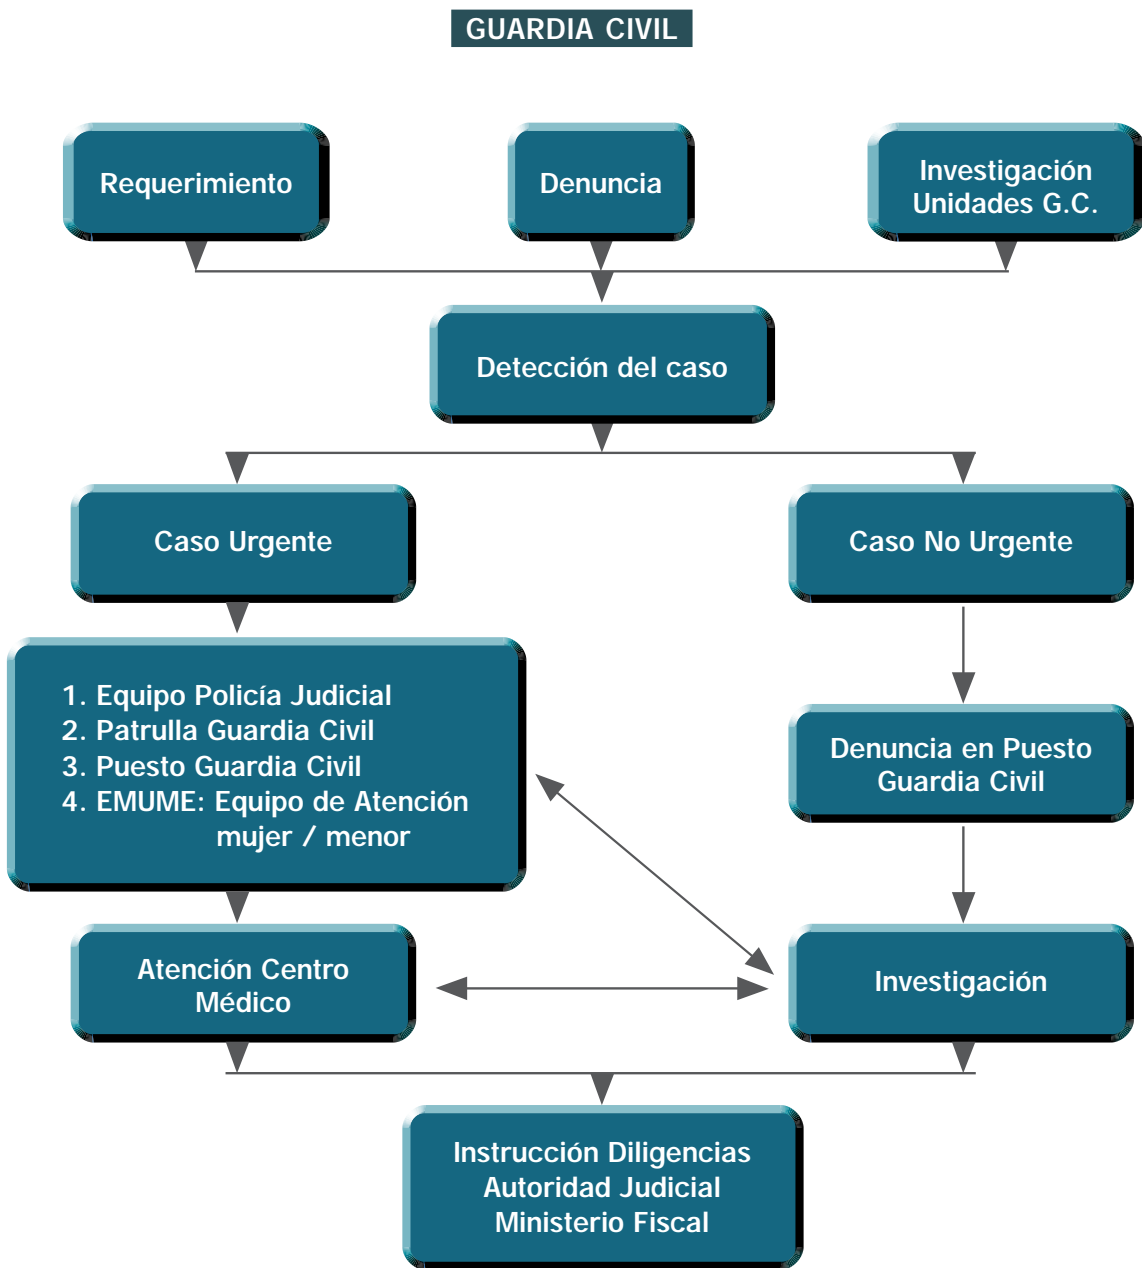 GUARDIA CIVIL
Requerimiento
Denuncia
Investigación
Unidades G.C.
Detección del caso
Caso Urgente
Caso No Urgente
1. Equipo Policía Judicial
2. Patrulla Guardia Civil
3. Puesto Guardia Civil
4. EMUME: Equipo de Atención
mujer / menor
Denuncia en Puesto
Guardia Civil
Atención Centro
Médico
Investigación
Instrucción Diligencias
Autoridad Judicial
Ministerio Fiscal